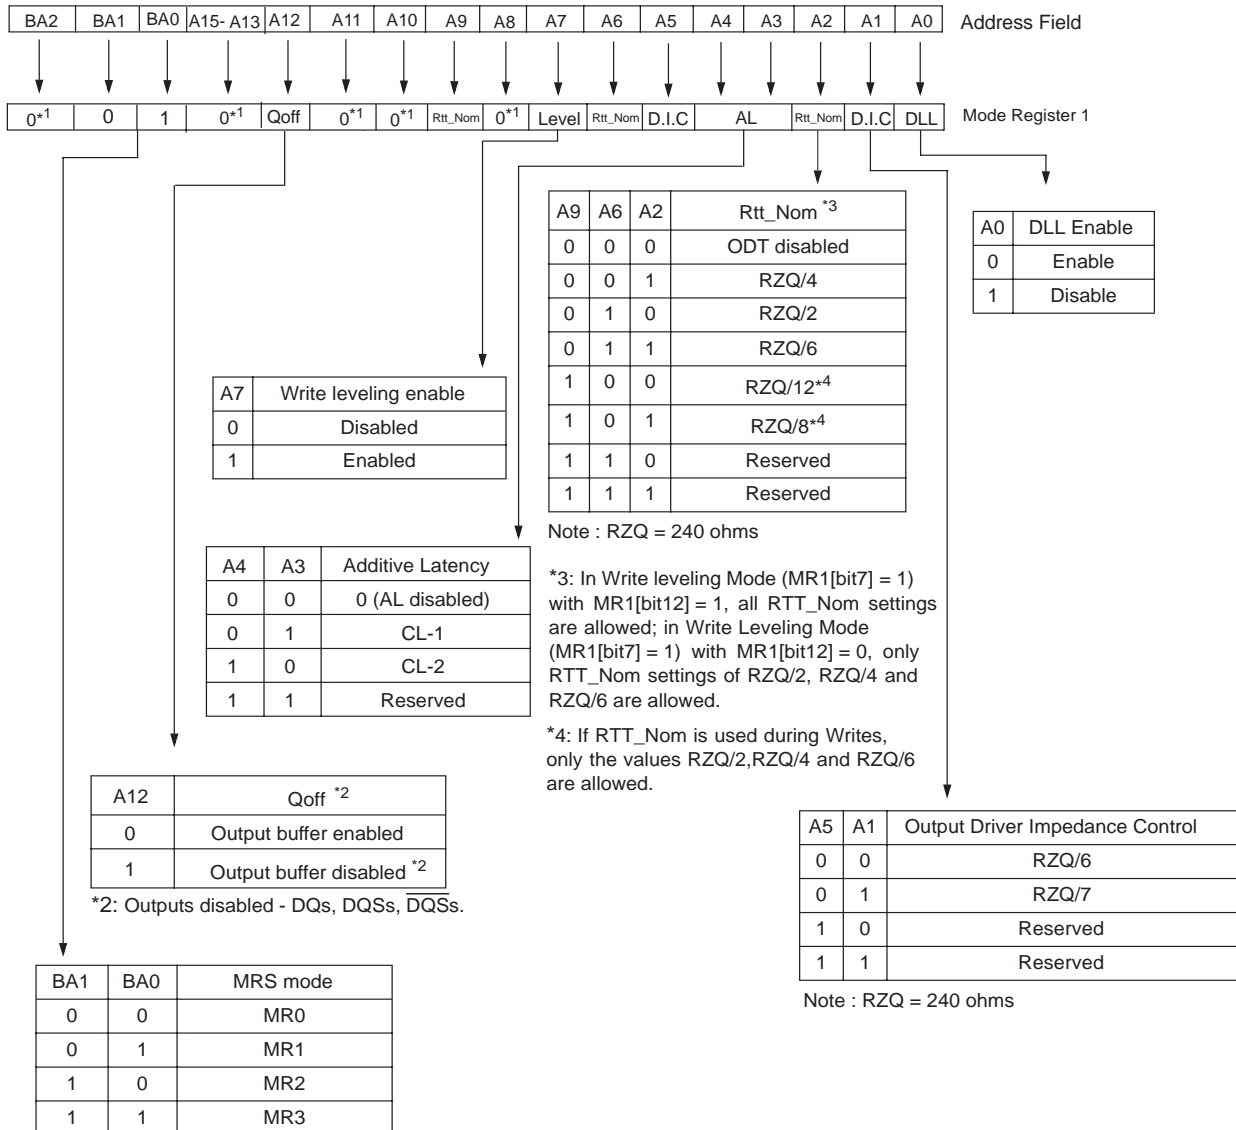 BA2 BA1 BA0 A15- A13 A12 A11 A10 A9 A8 A7 A6 A5 A4 A3 A2 A1 A0 Address Field
0*1 0 1 0*1 Qoff 0*1 0*1 Rtt_Nom 0*1 Level Rtt_Nom D.I.C AL Rtt_Nom D.I.C DLL Mode Register 1
A9 A6 A2 Rtt_Nom *3
0 0 0 ODT disabled
0 0 1 RZQ/4
0 1 0 RZQ/2
0 1 1 RZQ/6
1 0 0 RZQ/12*4
1 0 1 RZQ/8*4
1 1 0 Reserved
1 1 1 Reserved
Note : RZQ = 240 ohms
*3: In Write leveling Mode (MR1[bit7] = 1)
with MR1[bit12] = 1, all RTT_Nom settings
are allowed; in Write Leveling Mode
(MR1[bit7] = 1) with MR1[bit12] = 0, only
RTT_Nom settings of RZQ/2, RZQ/4 and
RZQ/6 are allowed.
*4: If RTT_Nom is used during Writes,
only the values RZQ/2,RZQ/4 and RZQ/6
are allowed.
A0 DLL Enable
0 Enable
1 Disable
A7 Write leveling enable
0 Disabled
1 Enabled
A4 A3 Additive Latency
0 0 0 (AL disabled)
0 1 CL-1
1 0 CL-2
1 1 Reserved
A12 Qoff *2
0 Output buffer enabled
1 Output buffer disabled *2
*2: Outputs disabled - DQs, DQSs, D̅Q̅S̅s.
A5 A1 Output Driver Impedance Control
0 0 RZQ/6
0 1 RZQ/7
1 0 Reserved
1 1 Reserved
Note : RZQ = 240 ohms
BA1 BA0 MRS mode
0 0 MR0
0 1 MR1
1 0 MR2
1 1 MR3